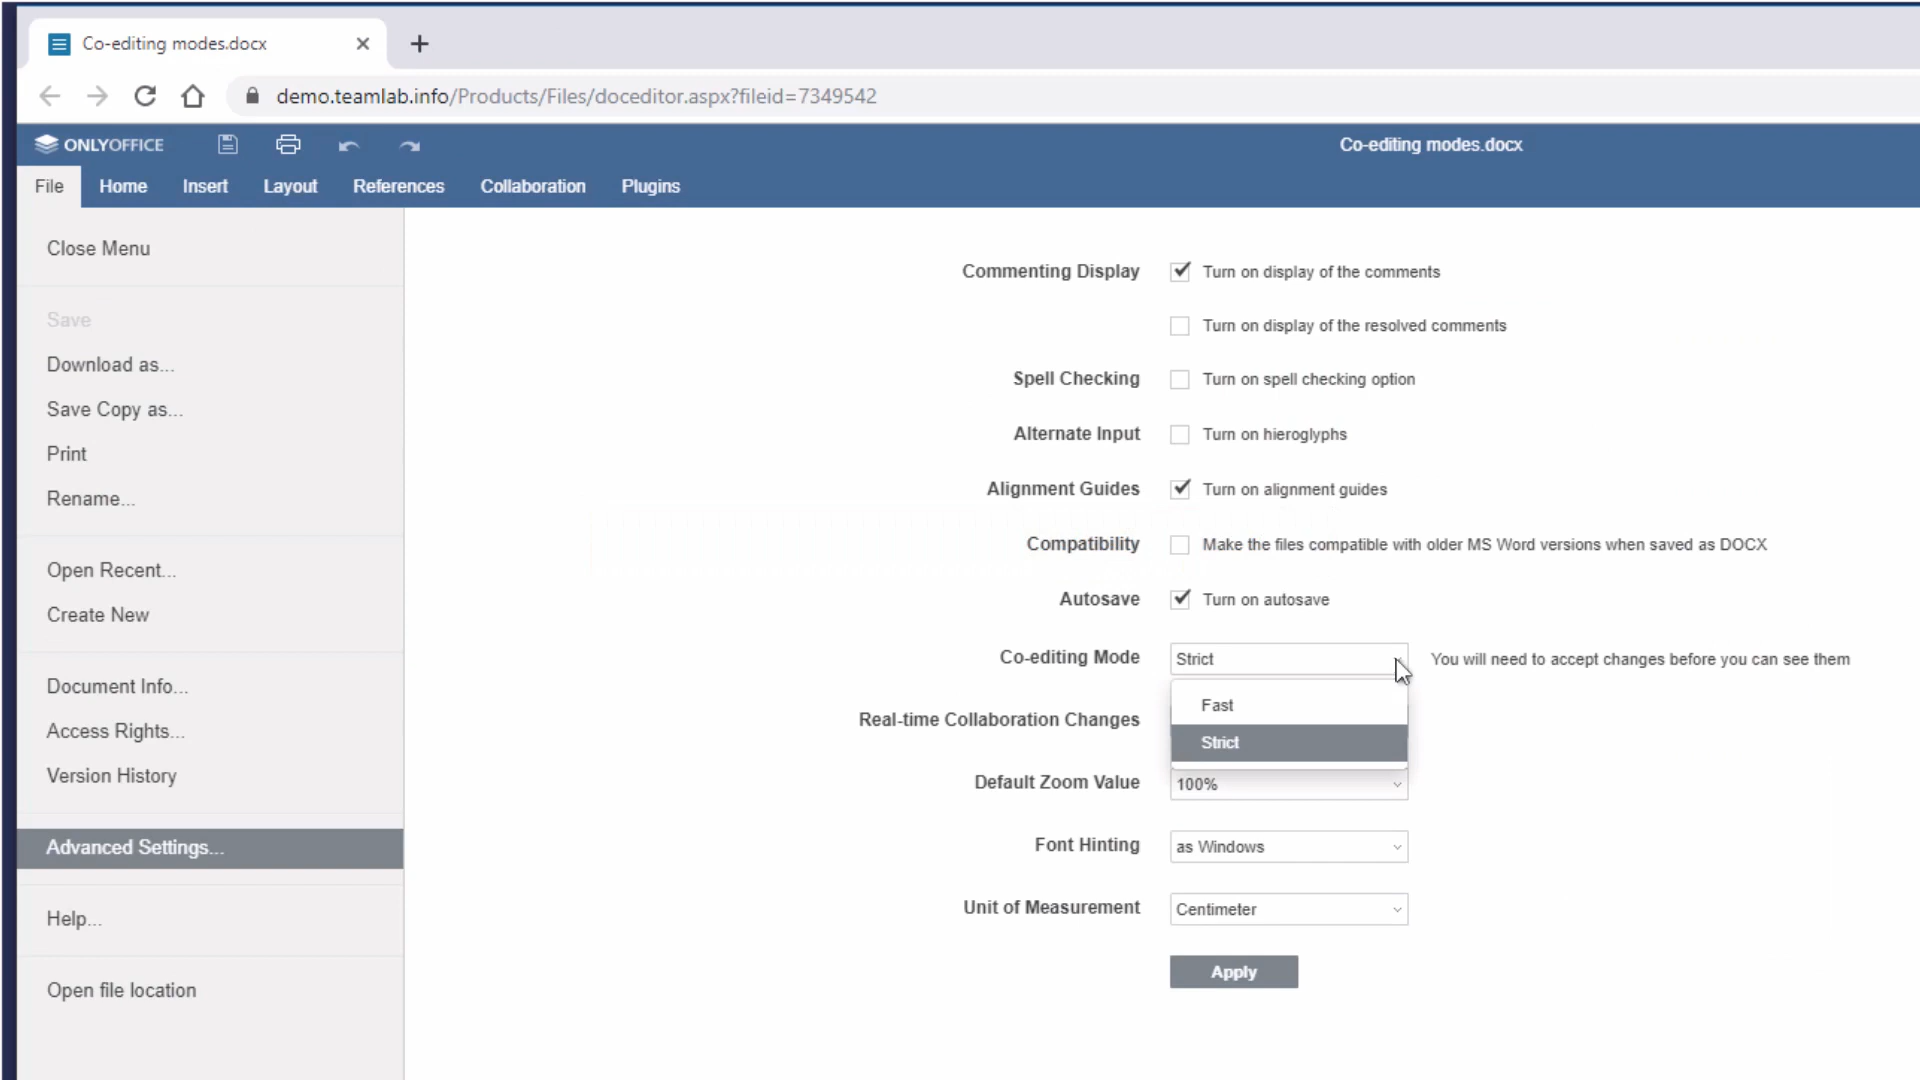 Co-editing modes.docx
demo.teamlab.info/Products/Files/doceditor.aspx?fileid=7349542
ONLYOFFICE
Co-editing modes.docx
File Home Insert Layout References Collaboration Plugins
Close Menu
Save
Download as...
Save Copy as...
Print
Rename...
Open Recent...
Create New
Document Info...
Access Rights...
Version History
Advanced Settings...
Help...
Open file location
Commenting Display Turn on display of the comments
Turn on display of the resolved comments
Spell Checking Turn on spell checking option
Alternate Input Turn on hieroglyphs
Alignment Guides Turn on alignment guides
Compatibility Make the files compatible with older MS Word versions when saved as DOCX
Autosave Turn on autosave
Co-editing Mode Strict You will need to accept changes before you can see them
Fast
Real-time Collaboration Changes
Strict
Default Zoom Value 100%
Font Hinting as Windows
Unit of Measurement Centimeter
Apply